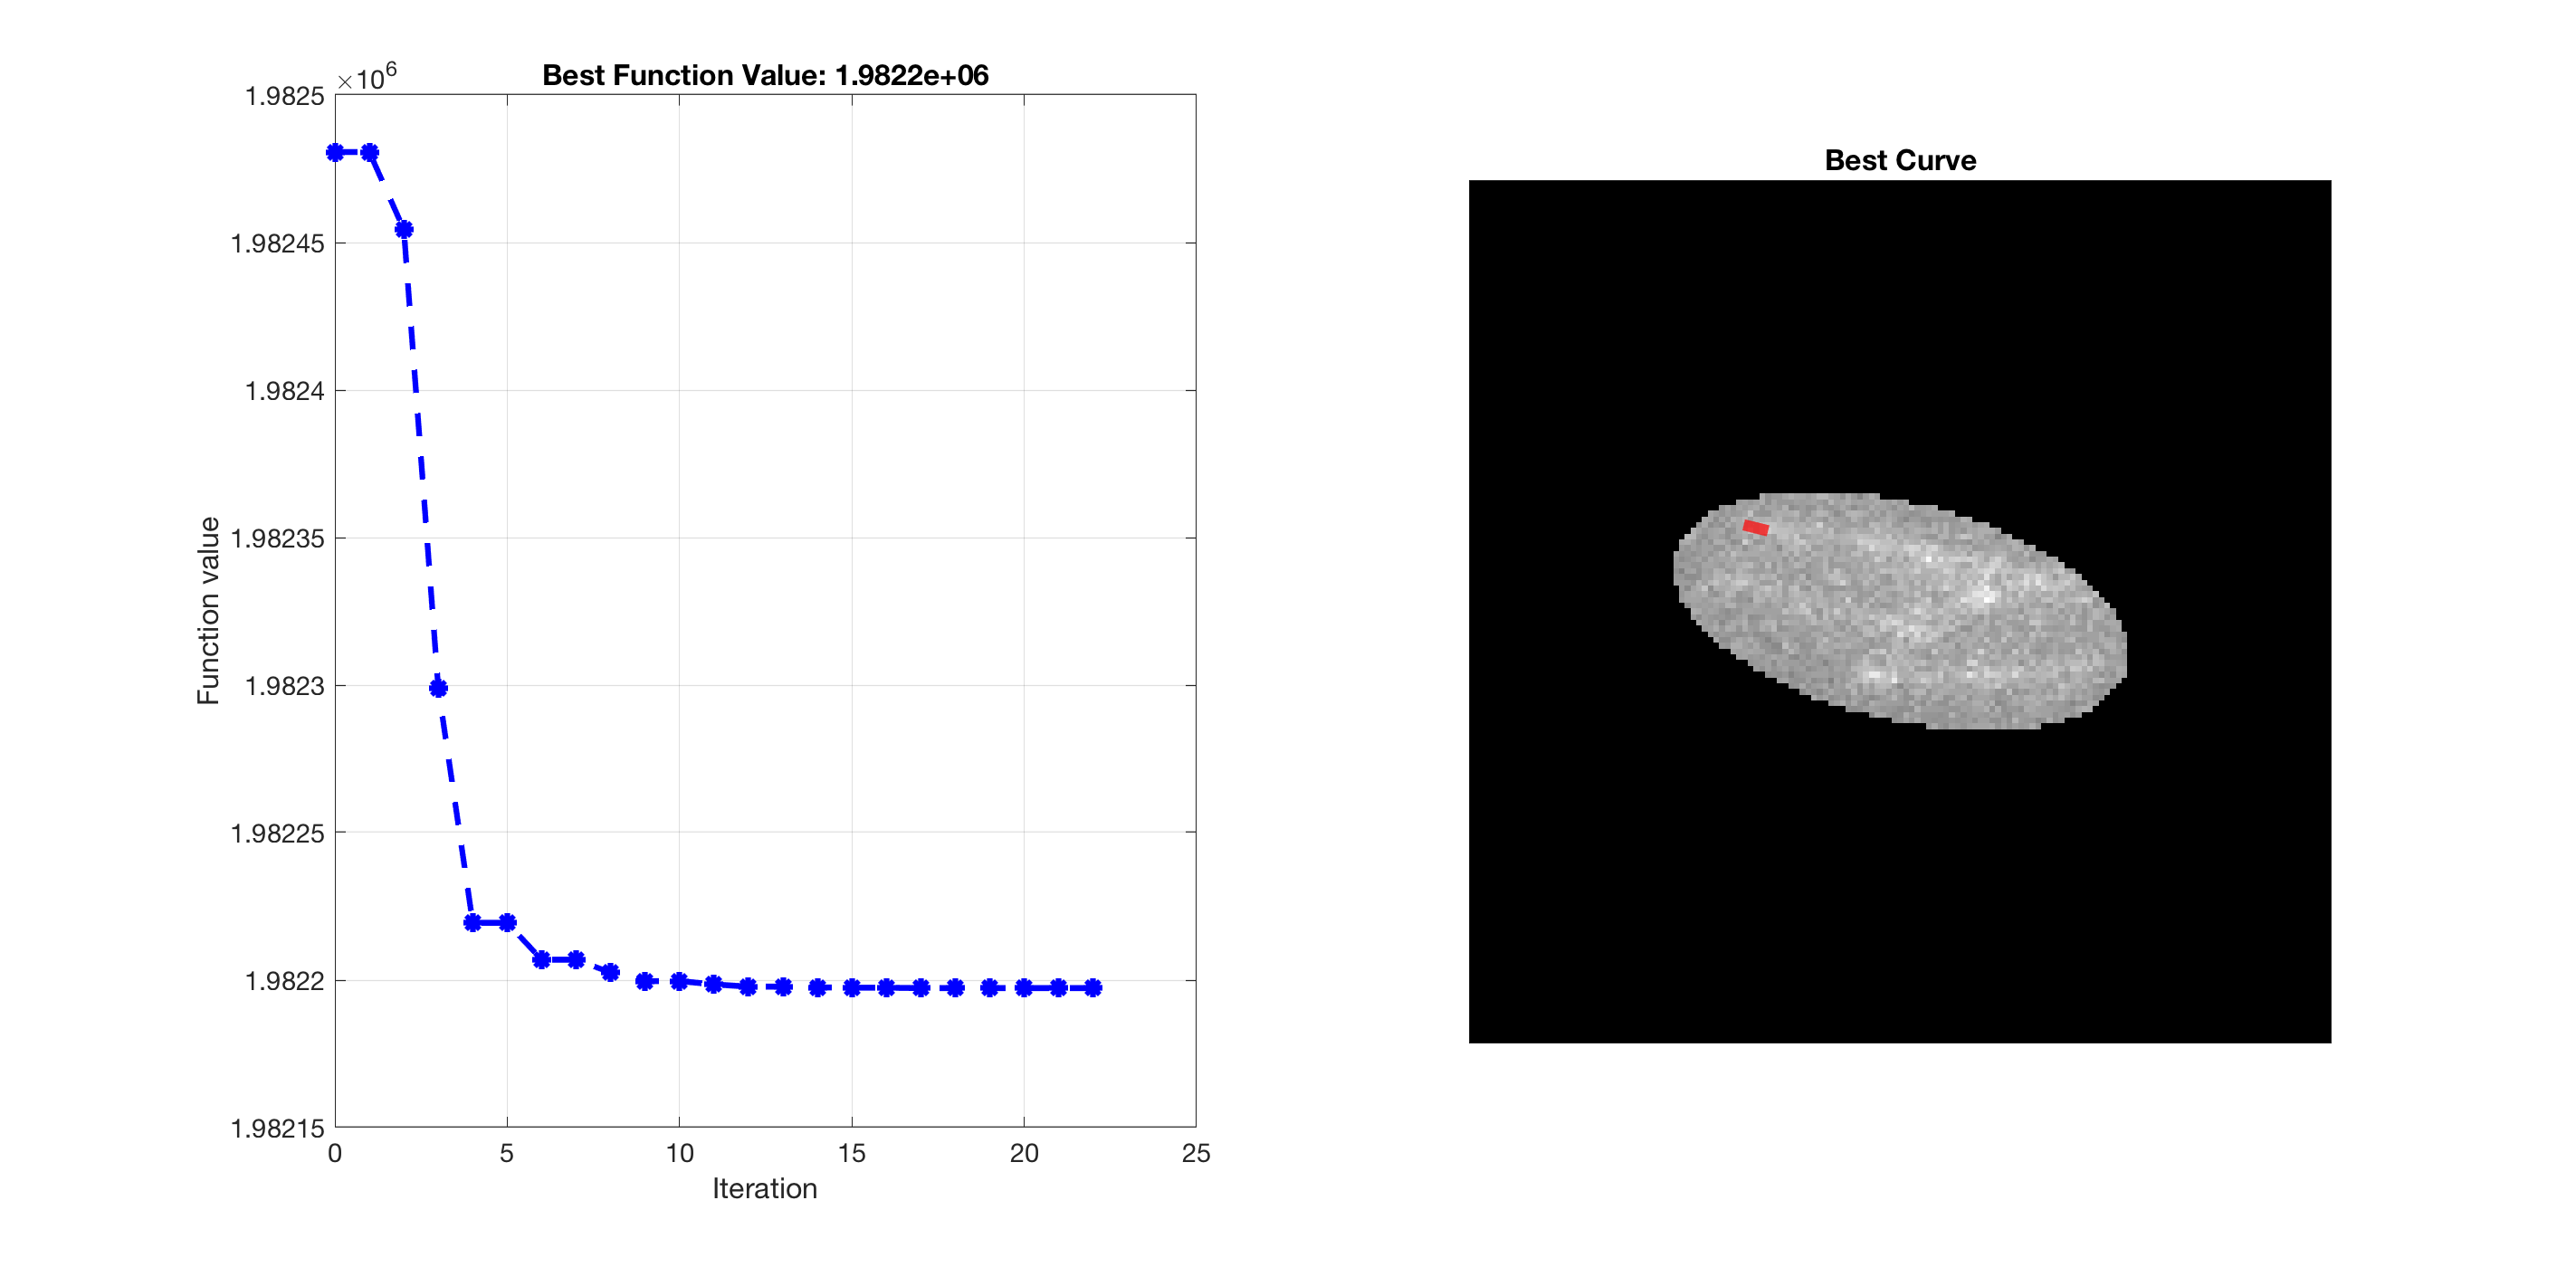 Best Function Value: 1.9822e+06
×10^6
1.9825
1.98245
1.9824
1.98235
1.9823
1.98225
1.9822
1.98215
Function value
0 5 10 15 20 25
Iteration
Best Curve